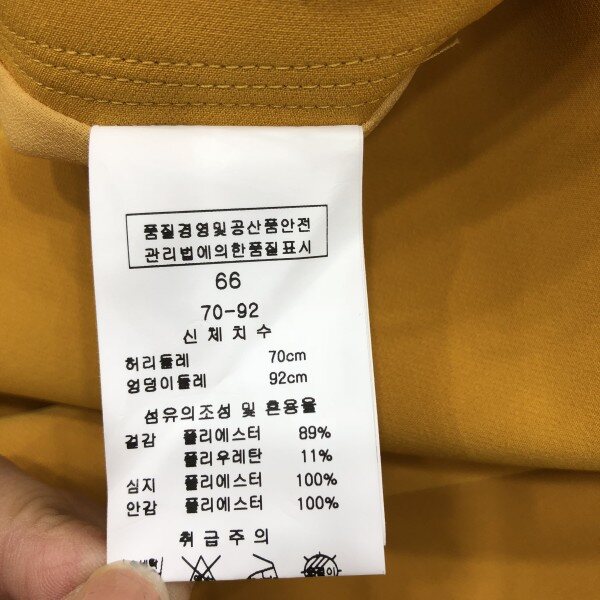 품질경영및공산품안전
관리법에의한품질표시
66
70-92
신체치수
허리둘레 70cm
엉덩이둘레 92cm
섬유의조성 및 혼용율
겉감 폴리에스터 89%
폴리우레탄 11%
심지 폴리에스터 100%
안감 폴리에스터 100%
취급주의